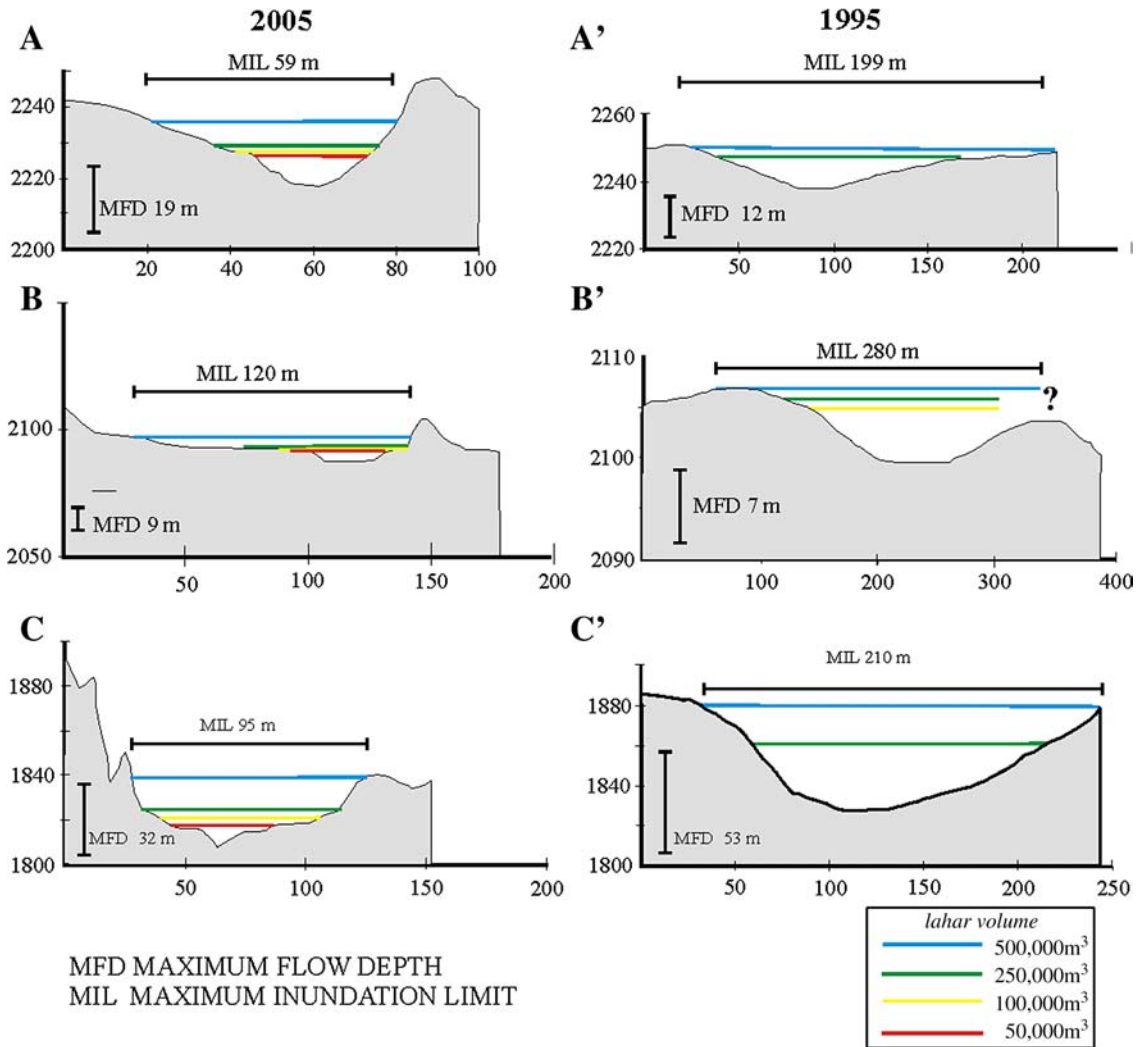 2005
1995
A
MIL 59 m
2240
2220
2200
MFD 19 m
20 40 60 80 100
A’
MIL 199 m
2260
2240
2220
MFD 12 m
50 100 150 200
B
MIL 120 m
2100
2050
MFD 9 m
50 100 150 200
B’
MIL 280 m
?
2110
2100
2090
MFD 7 m
100 200 300 400
C
MIL 95 m
1880
1840
1800
MFD 32 m
50 100 150 200
C’
MIL 210 m
1880
1840
1800
MFD 53 m
50 100 150 200 250
MFD MAXIMUM FLOW DEPTH
MIL MAXIMUM INUNDATION LIMIT
lahar volume
500,000m³
250,000m³
100,000m³
50,000m³